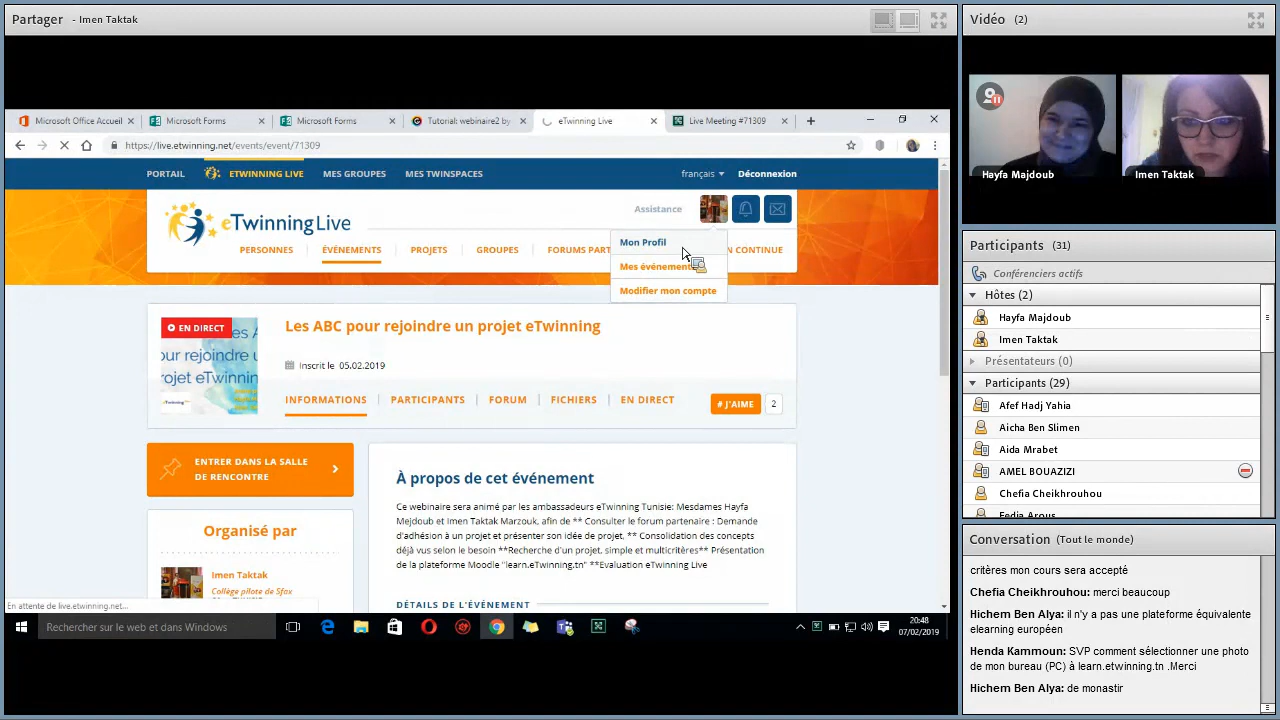 Partager - Imen Taktak
Vidéo (2)
Microsoft Office Accueil
Microsoft Forms
Microsoft Forms
Tutorial: webinaire2 by
eTwinning Live
Live Meeting #71309
https://live.etwinning.net/events/event/71309
PORTAIL
ETWINNING LIVE
MES GROUPES
MES TWINSPACES
français
Déconnexion
eTwinningLive
Assistance
PERSONNES
ÉVÉNEMENTS
PROJETS
GROUPES
FORUMS PART
N CONTINUE
Mon Profil
Mes événement
Modifier mon compte
EN DIRECT
es A
pour rejoindre u
rojet eTwinning
Les ABC pour rejoindre un projet eTwinning
Inscrit le 05.02.2019
INFORMATIONS
PARTICIPANTS
FORUM
FICHIERS
EN DIRECT
# J'AIME
2
ENTRER DANS LA SALLE
DE RENCONTRE
À propos de cet événement
Ce webinaire sera animé par les ambasadeurs eTwinning Tunisie: Mesdames Hayfa
Mejdoub et Imen Taktak Marzouk, afin de ** Consulter le forum partenaire : Demande
d'adhésion à un projet et présenter son idée de projet, ** Consolidation des concepts
déjà vus selon le besoin **Recherche d'un projet, simple et multicritères** Présentation
de la plateforme Moodle "learn.eTwinning.tn" **Evaluation eTwinning Live
Organisé par
Imen Taktak
Collège pilote de Sfax
DÉTAILS DE L'ÉVÉNEMENT
En attente de live.etwinning.net...
Rechercher sur le web et dans Windows
20:48
07/02/2019
Hayfa Majdoub
Imen Taktak
Participants (31)
Conférenciers actifs
Hôtes (2)
Hayfa Majdoub
Imen Taktak
Présentateurs (0)
Participants (29)
Afef Hadj Yahia
Aicha Ben Slimen
Aida Mrabet
AMEL BOUAZIZI
Chefia Cheikhrouhou
Fedia Arous
Conversation (Tout le monde)
critères mon cours sera accepté
Chefia Cheikhrouhou: merci beaucoup
Hichem Ben Alya: il n'y a pas une plateforme équivalente
elearning européen
Henda Kammoun: SVP comment sélectionner une photo
de mon bureau (PC) à learn.etwinning.tn .Merci
Hichem Ben Alya: de monastir